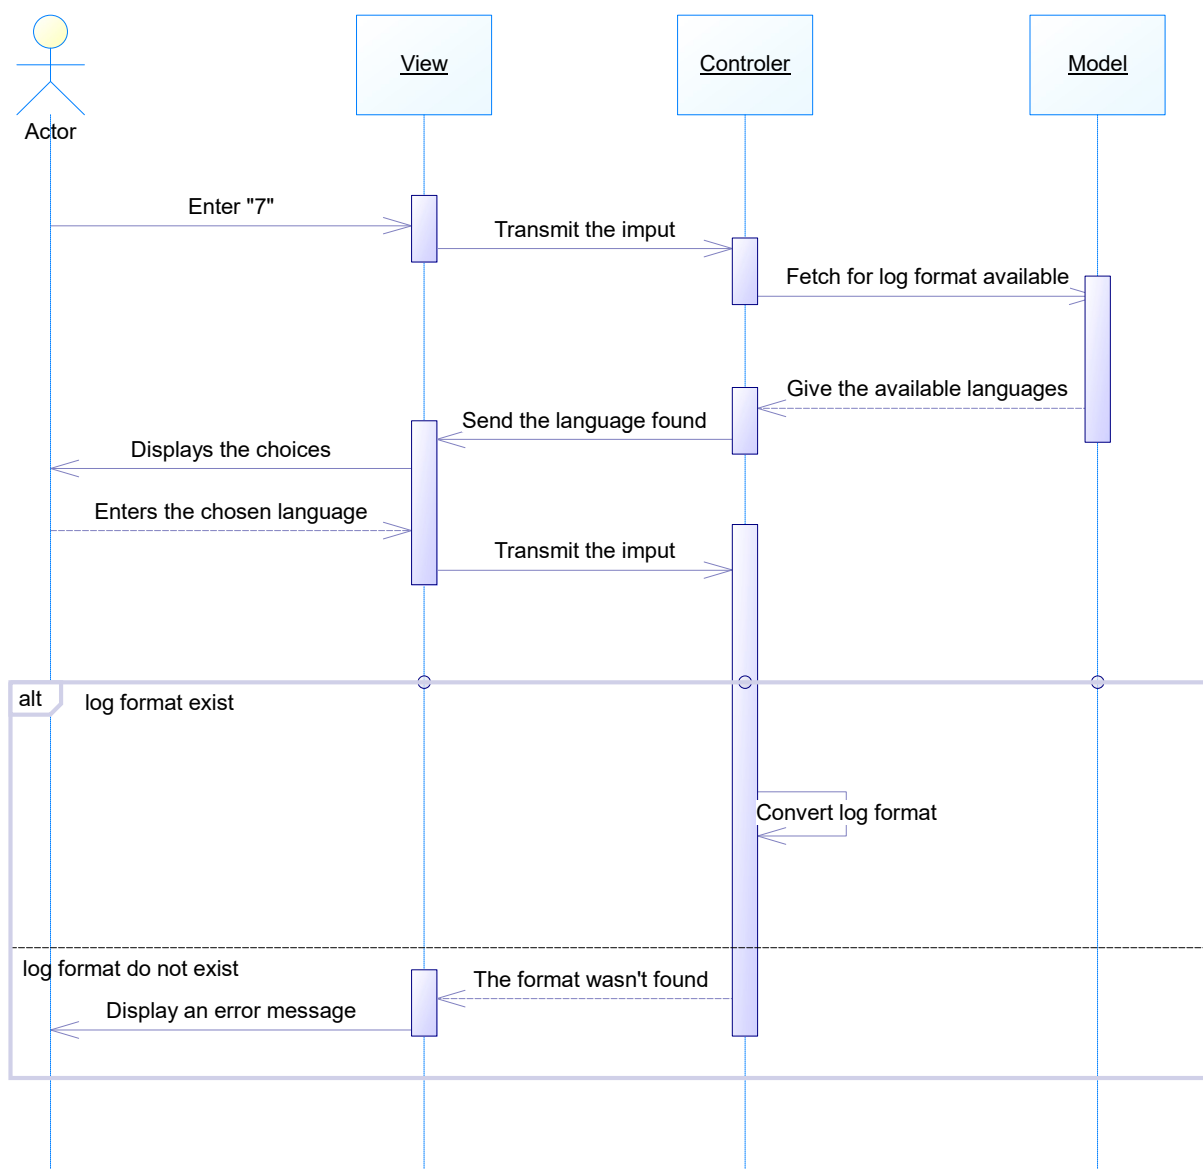 View
Controler
Model
Actor
Enter "7"
Transmit the imput
Fetch for log format available
Give the available languages
Send the language found
Displays the choices
Enters the chosen language
Transmit the imput
alt
log format exist
Convert log format
log format do not exist
The format wasn't found
Display an error message